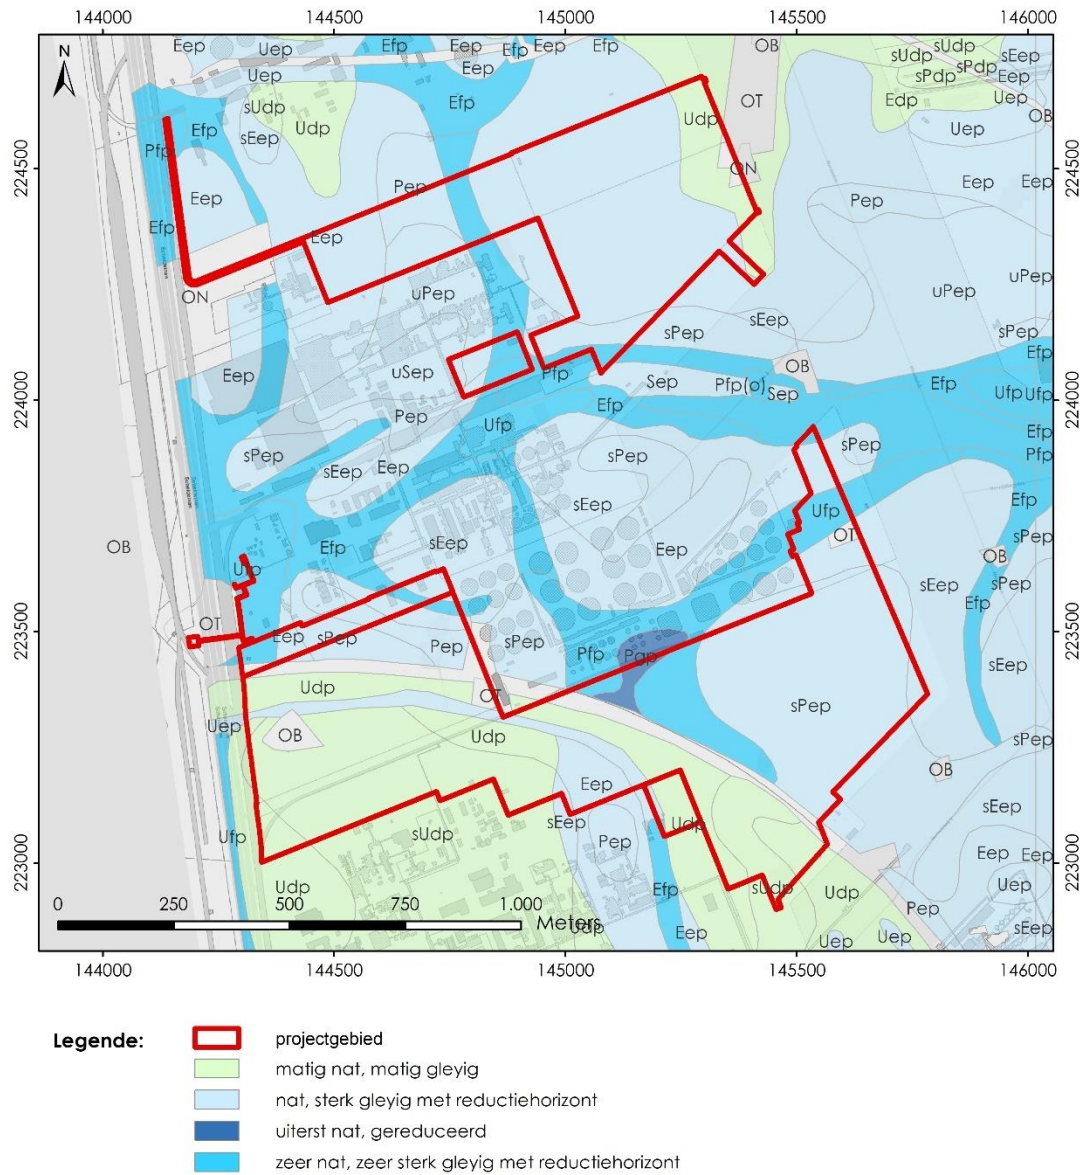 144000 144500 145000 145500 146000
N
Eep Uep Efp Eep Efp Eep Efp OB sUdp sEep
Uep Eep sUdp sPdp Eep
sUdp Efp OT sPdp Edp Uep
Efp Udp Udp OB
Pfp sEep Uep
224500 ON 224500
Eep Pep Eep Eep
Efp Pep
Eep
ON uPep uPep
sPep sEep sPep
Efp
Eep uSep Pfp Sep Pfp(o) OB Sep Efp Ufp Ufp
224000 Pep Efp 224000
Ufp Efp
sPep sPep sPep Pfp
sEep Eep
sEep Ufp Efp
OB Efp sEep Eep OT sPep
Ufp OB
sEep sEep
OT Efp
223500 Eep sPep Pep sPep Pfp Pgp sEep 223500
Udp OT sPep
Uep OB Udp sPep
OB
Eep sEep
Ufp sUdp sEep Udp
223000 Pep Eep Eep 223000
Udp Efp sUdp Udp Uep
0 250 500 750 1.000
Meters
Udp Eep Uep Uep Pep sEep
144000 144500 145000 145500 146000
Legende:
projectgebied
matig nat, matig gleyig
nat, sterk gleyig met reductiehorizont
uiterst nat, gereduceerd
zeer nat, zeer sterk gleyig met reductiehorizont